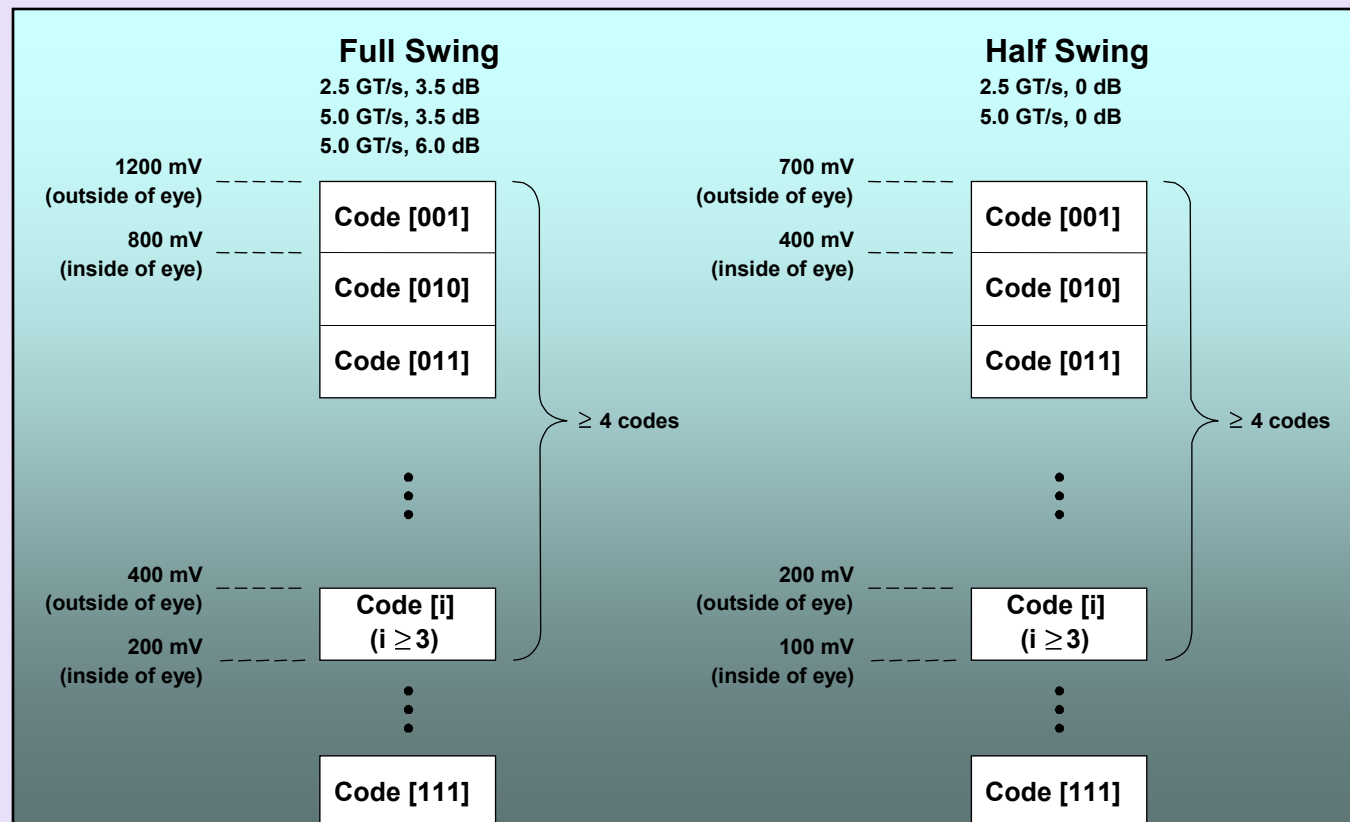 Full Swing
2.5 GT/s, 3.5 dB
5.0 GT/s, 3.5 dB
5.0 GT/s, 6.0 dB
1200 mV
(outside of eye)
800 mV
(inside of eye)
Code [001]
Code [010]
Code [011]
≥ 4 codes
400 mV
(outside of eye)
200 mV
(inside of eye)
Code [i]
(i ≥ 3)
Code [111]
Half Swing
2.5 GT/s, 0 dB
5.0 GT/s, 0 dB
700 mV
(outside of eye)
400 mV
(inside of eye)
Code [001]
Code [010]
Code [011]
≥ 4 codes
200 mV
(outside of eye)
100 mV
(inside of eye)
Code [i]
(i ≥ 3)
Code [111]